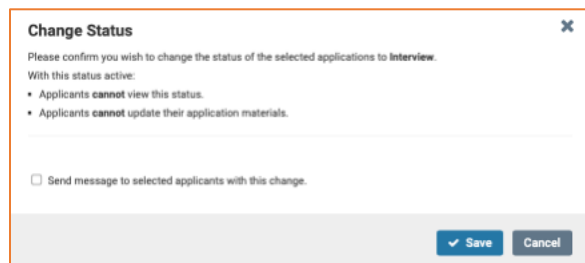 Change Status
Please confirm you wish to change the status of the selected applications to Interview.
With this status active:
• Applicants cannot view this status.
• Applicants cannot update their application materials.
Send message to selected applicants with this change.
Save Cancel